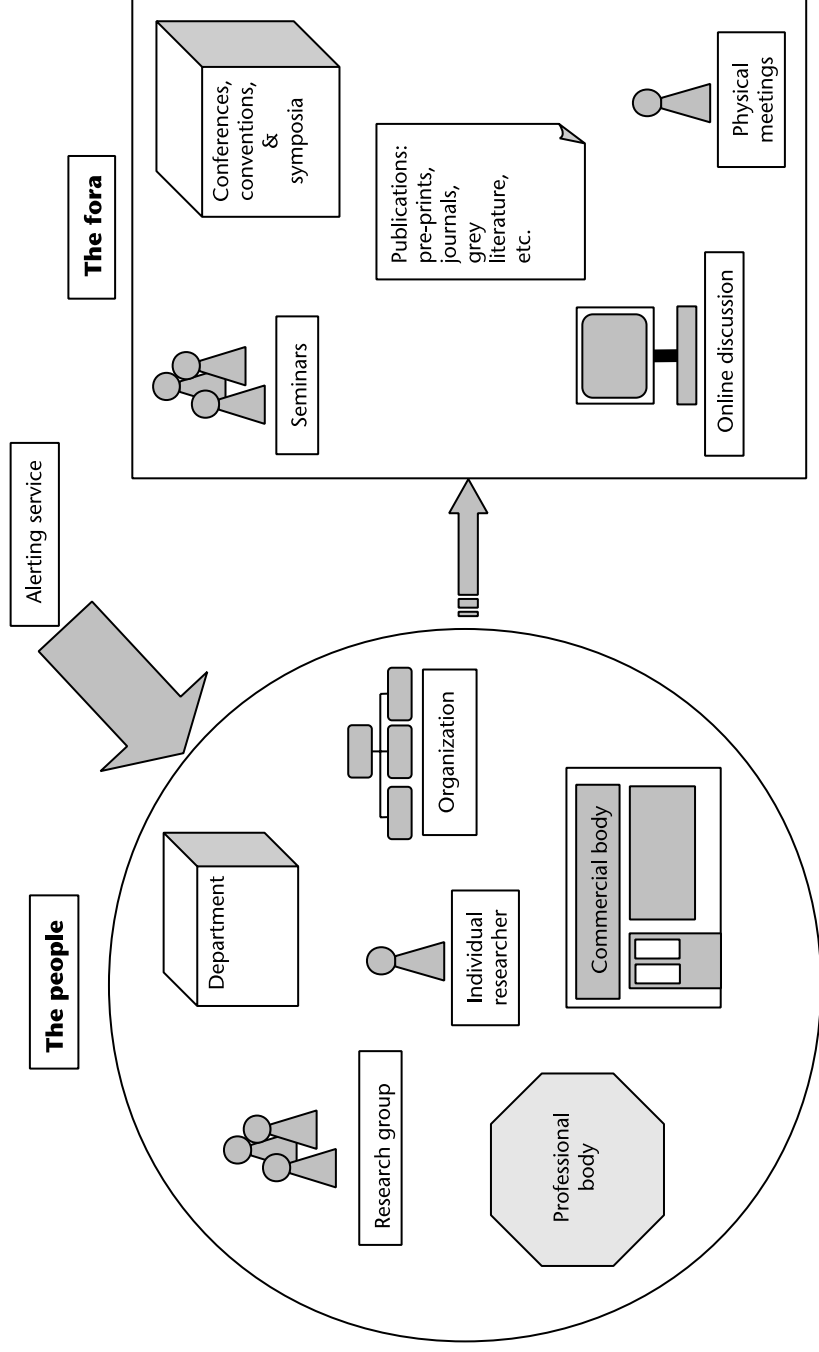 Alerting service
The people
Research group
Department
Individual
researcher
Organization
Professional
body
Commercial body
The fora
Seminars
Conferences,
conventions,
&
symposia
Publications:
pre-prints,
journals,
grey
literature,
etc.
Online discussion
Physical
meetings